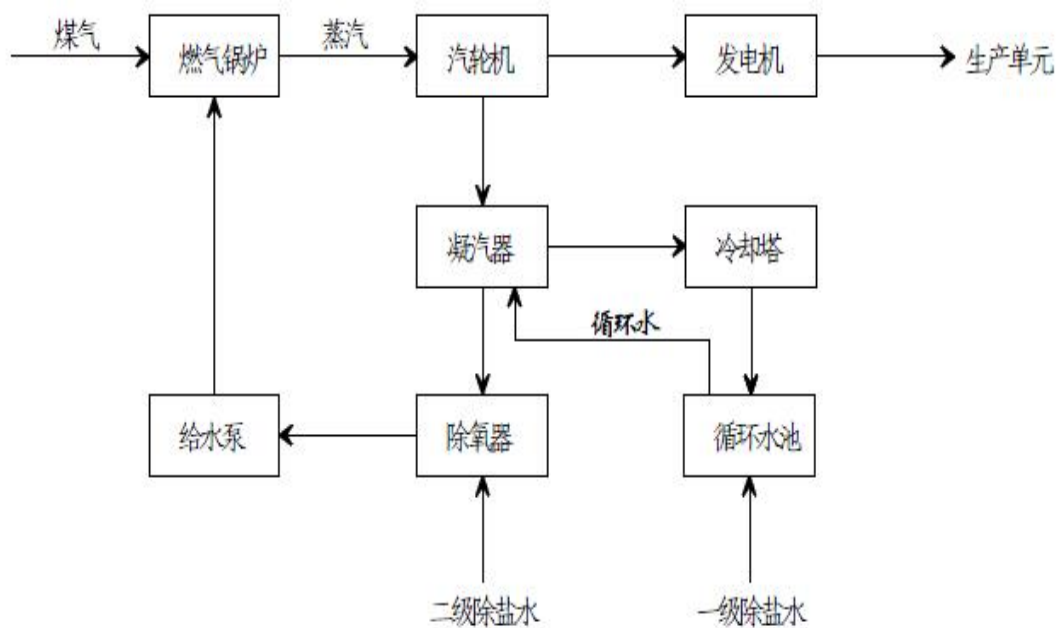 煤气
燃气锅炉
蒸汽
汽轮机
发电机
生产单元
凝汽器
冷却塔
循环水
给水泵
除氧器
循环水池
二级除盐水
一级除盐水